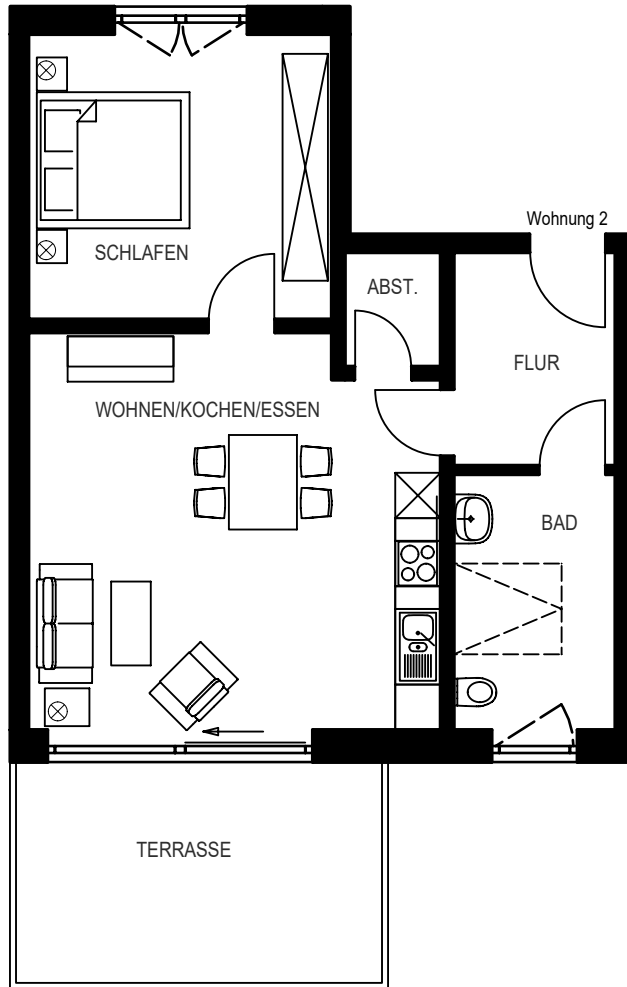 Wohnung 2
SCHLAFEN
ABST.
FLUR
WOHNEN/KOCHEN/ESSEN
BAD
TERRASSE